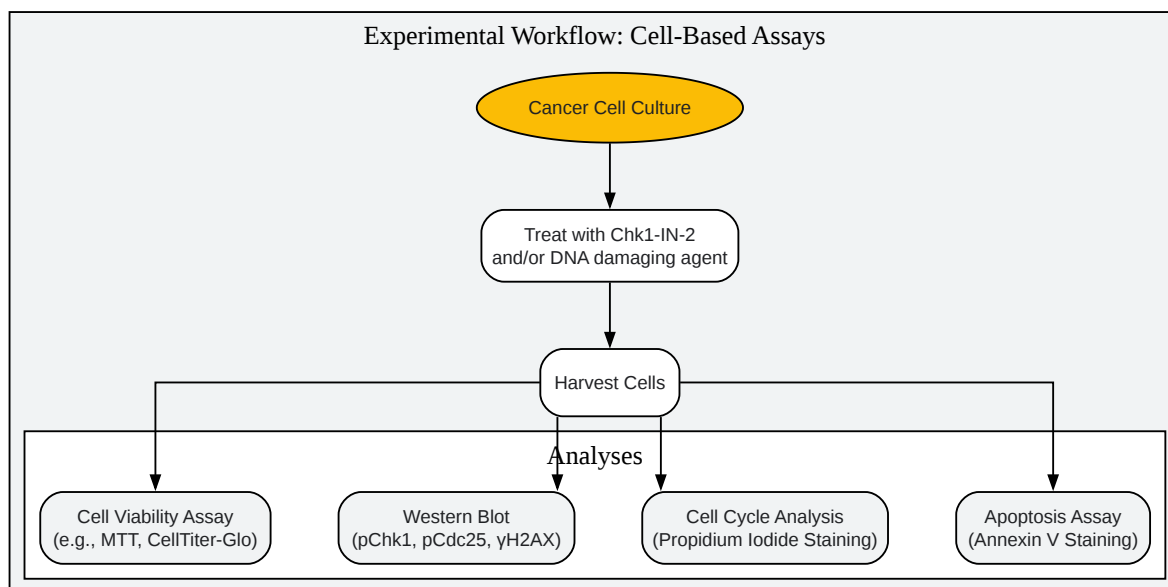 Experimental Workflow: Cell-Based Assays
Cancer Cell Culture
Treat with Chk1-IN-2
and/or DNA damaging agent
Harvest Cells
Analyses
Cell Viability Assay
(e.g., MTT, CellTiter-Glo)
Western Blot
(pChk1, pCdc25, γH2AX)
Cell Cycle Analysis
(Propidium Iodide Staining)
Apoptosis Assay
(Annexin V Staining)